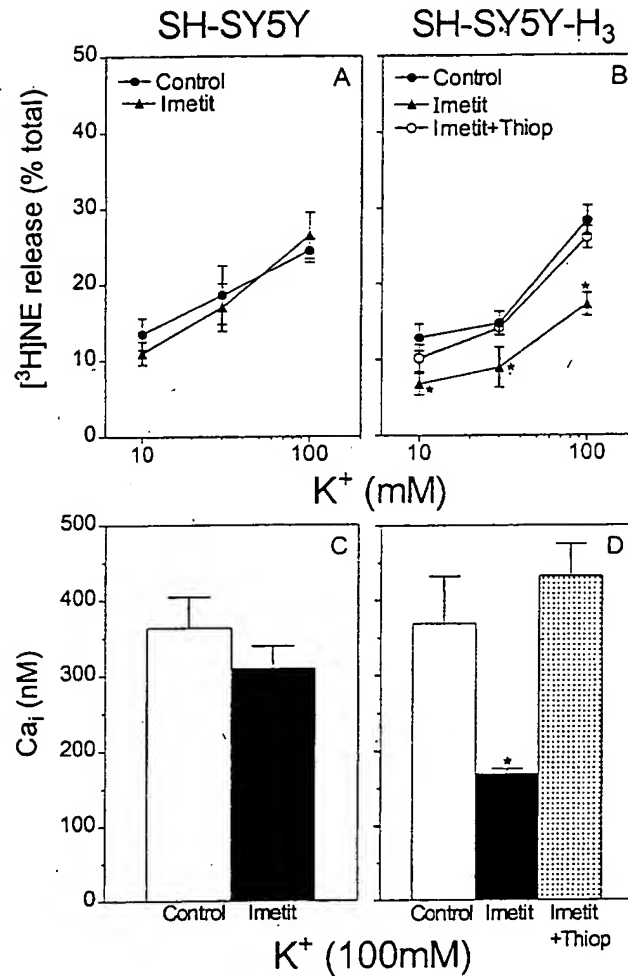 SH-SY5Y
SH-SY5Y-H₃
[³H]NE release (% total)
50
40
30
20
10
0
Control
Imetit
A
Control
Imetit
Imetit+Thiop
B
*
*
*
10
100
10
100
K⁺ (mM)
Caᵢ (nM)
500
400
300
200
100
0
C
D
*
Control
Imetit
Control
Imetit
Imetit
+Thiop
K⁺ (100mM)